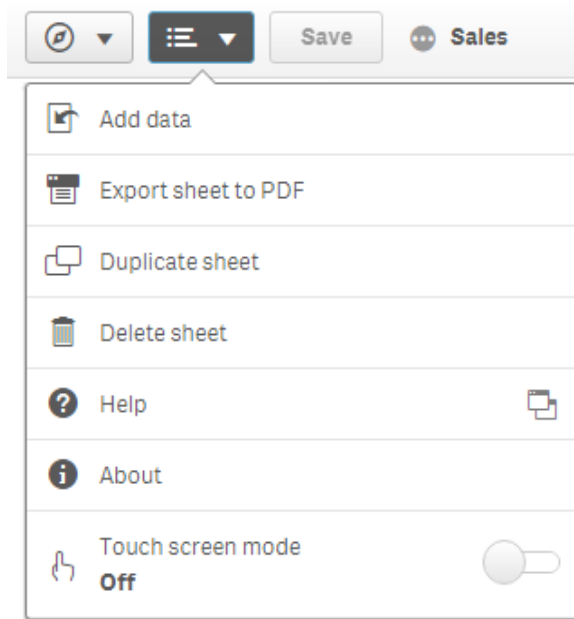 Save
Sales
Add data
Export sheet to PDF
Duplicate sheet
Delete sheet
Help
About
Touch screen mode
Off